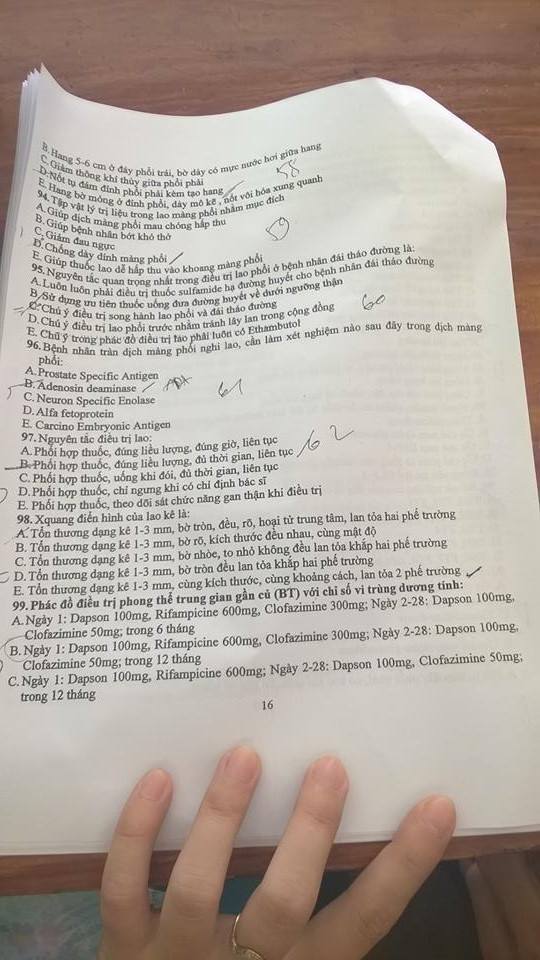 B. Hang 5-6 cm ở đáy phổi trái, bờ dày có mực nước hơi giữa hang
C. Giảm thông khí thùy giữa phổi phải
D. Nốt tụ đám đỉnh phổi phải kèm tạo hang
58
E. Hang bờ mỏng ở đỉnh phổi, dày mô kẽ, nốt vôi hóa xung quanh
94. Tập vật lý trị liệu trong lao màng phổi nhằm mục đích
A. Giúp dịch màng phổi mau chóng hấp thu
B. Giúp bệnh nhân bớt khó thở
59
C. Giảm đau ngực
D. Chống dày dính màng phổi
E. Giúp thuốc lao dễ hấp thu vào khoang màng phổi
95. Nguyên tắc quan trọng nhất trong điều trị lao phổi ở bệnh nhân đái tháo đường là:
A. Luôn luôn phải điều trị thuốc sulfamide hạ đường huyết cho bệnh nhân đái tháo đường
B. Sử dụng ưu tiên thuốc uống đưa đường huyết về dưới ngưỡng thận
C. Chú ý điều trị song hành lao phổi và đái tháo đường
60
D. Chú ý điều trị lao phổi trước nhằm tránh lây lan trong cộng đồng
E. Chú ý trong phác đồ điều trị lao phải luôn có Ethambutol
96. Bệnh nhân tràn dịch màng phổi nghi lao, cần làm xét nghiệm nào sau đây trong dịch màng
phổi:
A. Prostate Specific Antigen
B. Adenosin deaminase ADA
61
C. Neuron Specific Enolase
D. Alfa fetoprotein
E. Carcino Embryonic Antigen
97. Nguyên tắc điều trị lao:
A. Phối hợp thuốc, đúng liều lượng, đúng giờ, liên tục
B. Phối hợp thuốc, đúng liều lượng, đủ thời gian, liên tục
62
C. Phối hợp thuốc, uống khi đói, đủ thời gian, liên tục
D. Phối hợp thuốc, chỉ ngưng khi có chỉ định bác sĩ
E. Phối hợp thuốc, theo dõi sát chức năng gan thận khi điều trị
98. Xquang điển hình của lao kê là:
A. Tổn thương dạng kê 1-3 mm, bờ tròn, đều, rõ, hoại tử trung tâm, lan tỏa hai phế trường
B. Tổn thương dạng kê 1-3 mm, bờ rõ, kích thước đều nhau, cùng mật độ
C. Tổn thương dạng kê 1-3 mm, bờ nhòe, to nhỏ không đều lan tỏa khắp hai phế trường
D. Tổn thương dạng kê 1-3 mm, bờ tròn đều lan tỏa khắp hai phế trường
E. Tổn thương dạng kê 1-3 mm, cùng kích thước, cùng khoảng cách, lan tỏa 2 phế trường
99. Phác đồ điều trị phong thể trung gian gần củ (BT) với chỉ số vi trùng dương tính:
A. Ngày 1: Dapson 100mg, Rifampicine 600mg, Clofazimine 300mg; Ngày 2-28: Dapson 100mg,
Clofazimine 50mg; trong 6 tháng
B. Ngày 1: Dapson 100mg, Rifampicine 600mg, Clofazimine 300mg; Ngày 2-28: Dapson 100mg,
Clofazimine 50mg; trong 12 tháng
C. Ngày 1: Dapson 100mg, Rifampicine 600mg; Ngày 2-28: Dapson 100mg, Clofazimine 50mg;
trong 12 tháng
16